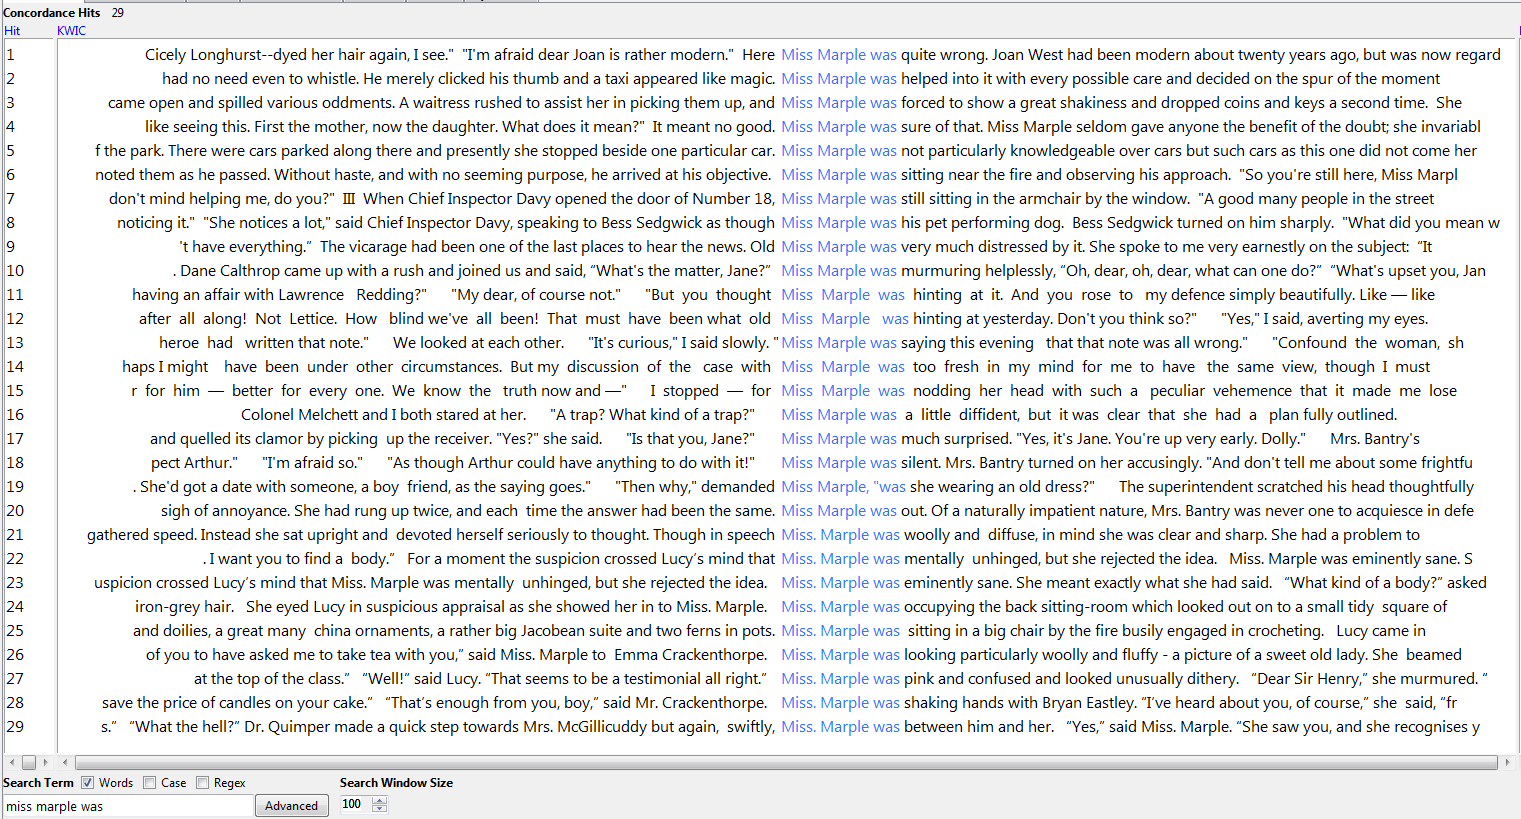 Concordance Hits 29
Hit KWIC
1 Cicely Longhurst--dyed her hair again, I see." "I'm afraid dear Joan is rather modern." Here Miss Marple was quite wrong. Joan West had been modern about twenty years ago, but was now regard
2 had no need even to whistle. He merely clicked his thumb and a taxi appeared like magic. Miss Marple was helped into it with every possible care and decided on the spur of the moment
3 came open and spilled various oddments. A waitress rushed to assist her in picking them up, and Miss Marple was forced to show a great shakiness and dropped coins and keys a second time. She
4 like seeing this. First the mother, now the daughter. What does it mean?" It meant no good. Miss Marple was sure of that. Miss Marple seldom gave anyone the benefit of the doubt; she invariabl
5 f the park. There were cars parked along there and presently she stopped beside one particular car. Miss Marple was not particularly knowledgeable over cars but such cars as this one did not come her
6 noted them as he passed. Without haste, and with no seeming purpose, he arrived at his objective. Miss Marple was sitting near the fire and observing his approach. "So you're still here, Miss Marpl
7 don't mind helping me, do you?" III When Chief Inspector Davy opened the door of Number 18, Miss Marple was still sitting in the armchair by the window. "A good many people in the street
8 noticing it." "She notices a lot," said Chief Inspector Davy, speaking to Bess Sedgwick as though Miss Marple was his pet performing dog. Bess Sedgwick turned on him sharply. "What did you mean w
9 't have everything.” The vicarage had been one of the last places to hear the news. Old Miss Marple was very much distressed by it. She spoke to me very earnestly on the subject: “It
10 . Dane Calthrop came up with a rush and joined us and said, “What's the matter, Jane?” Miss Marple was murmuring helplessly, “Oh, dear, oh, dear, what can one do?” “What's upset you, Jan
11 having an affair with Lawrence Redding?" "My dear, of course not." "But you thought Miss Marple was hinting at it. And you rose to my defence simply beautifully. Like — like
12 after all along! Not Lettice. How blind we've all been! That must have been what old Miss Marple was hinting at yesterday. Don't you think so?" "Yes," I said, averting my eyes.
13 heroe had written that note." We looked at each other. "It's curious," I said slowly. " Miss Marple was saying this evening that that note was all wrong." "Confound the woman, sh
14 haps I might have been under other circumstances. But my discussion of the case with Miss Marple was too fresh in my mind for me to have the same view, though I must
15 r for him — better for every one. We know the truth now and —" I stopped — for Miss Marple was nodding her head with such a peculiar vehemence that it made me lose
16 Colonel Melchett and I both stared at her. "A trap? What kind of a trap?" Miss Marple was a little diffident, but it was clear that she had a plan fully outlined.
17 and quelled its clamor by picking up the receiver. "Yes?" she said. "Is that you, Jane?" Miss Marple was much surprised. "Yes, it's Jane. You're up very early. Dolly." Mrs. Bantry's
18 pect Arthur." "I'm afraid so." "As though Arthur could have anything to do with it!" Miss Marple was silent. Mrs. Bantry turned on her accusingly. "And don't tell me about some frightfu
19 . She'd got a date with someone, a boy friend, as the saying goes." "Then why," demanded Miss Marple, "was she wearing an old dress?" The superintendent scratched his head thoughtfully
20 sigh of annoyance. She had rung up twice, and each time the answer had been the same. Miss Marple was out. Of a naturally impatient nature, Mrs. Bantry was never one to acquiesce in defe
21 gathered speed. Instead she sat upright and devoted herself seriously to thought. Though in speech Miss. Marple was woolly and diffuse, in mind she was clear and sharp. She had a problem to
22 . I want you to find a body.” For a moment the suspicion crossed Lucy’s mind that Miss. Marple was mentally unhinged, but she rejected the idea. Miss. Marple was eminently sane. S
23 uspicion crossed Lucy’s mind that Miss. Marple was mentally unhinged, but she rejected the idea. Miss. Marple was eminently sane. She meant exactly what she had said. “What kind of a body?” asked
24 iron-grey hair. She eyed Lucy in suspicious appraisal as she showed her in to Miss. Marple. Miss. Marple was occupying the back sitting-room which looked out on to a small tidy square of
25 and doilies, a great many china ornaments, a rather big Jacobean suite and two ferns in pots. Miss. Marple was sitting in a big chair by the fire busily engaged in crocheting. Lucy came in
26 of you to have asked me to take tea with you,” said Miss. Marple to Emma Crackenthorpe. Miss. Marple was looking particularly woolly and fluffy - a picture of a sweet old lady. She beamed
27 at the top of the class.” “Well!” said Lucy. “That seems to be a testimonial all right.” Miss. Marple was pink and confused and looked unusually dithery. “Dear Sir Henry,” she murmured. “
28 save the price of candles on your cake.” “That’s enough from you, boy,” said Mr. Crackenthorpe. Miss. Marple was shaking hands with Bryan Eastley. “I’ve heard about you, of course,” she said, “fr
29 s.” “What the hell?” Dr. Quimper made a quick step towards Mrs. McGillicuddy but again, swiftly, Miss. Marple was between him and her. “Yes,” said Miss. Marple. “She saw you, and she recognises y
Search Term Words Case Regex Search Window Size
miss marple was Advanced 100